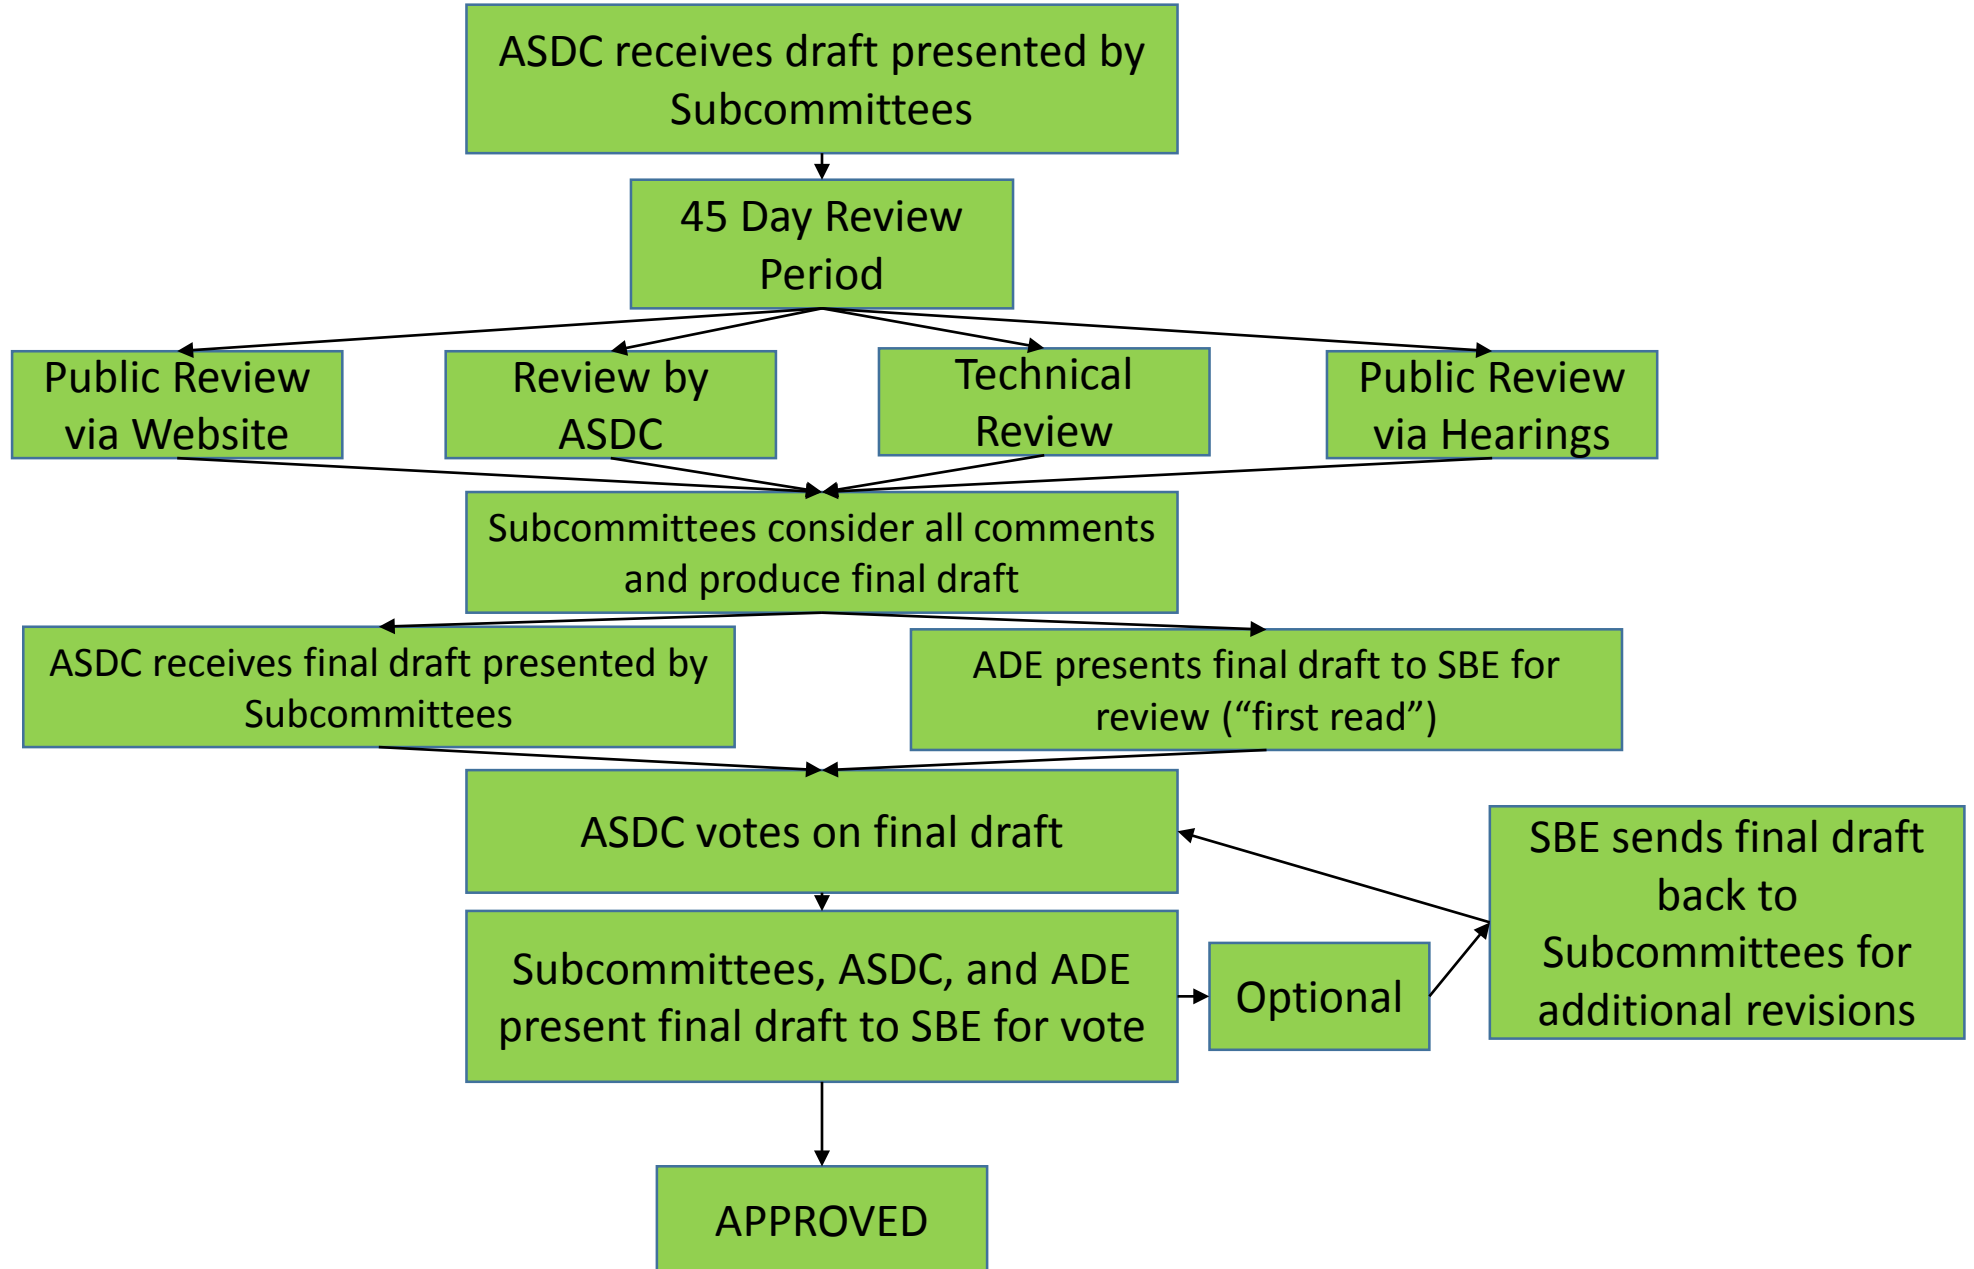 ASDC receives draft presented by
Subcommittees
45 Day Review
Period
Public Review
via Website
Review by
ASDC
Technical
Review
Public Review
via Hearings
Subcommittees consider all comments
and produce final draft
ASDC receives final draft presented by
Subcommittees
ADE presents final draft to SBE for
review (“first read”)
ASDC votes on final draft
SBE sends final draft
back to
Subcommittees for
additional revisions
Subcommittees, ASDC, and ADE
present final draft to SBE for vote
Optional
APPROVED